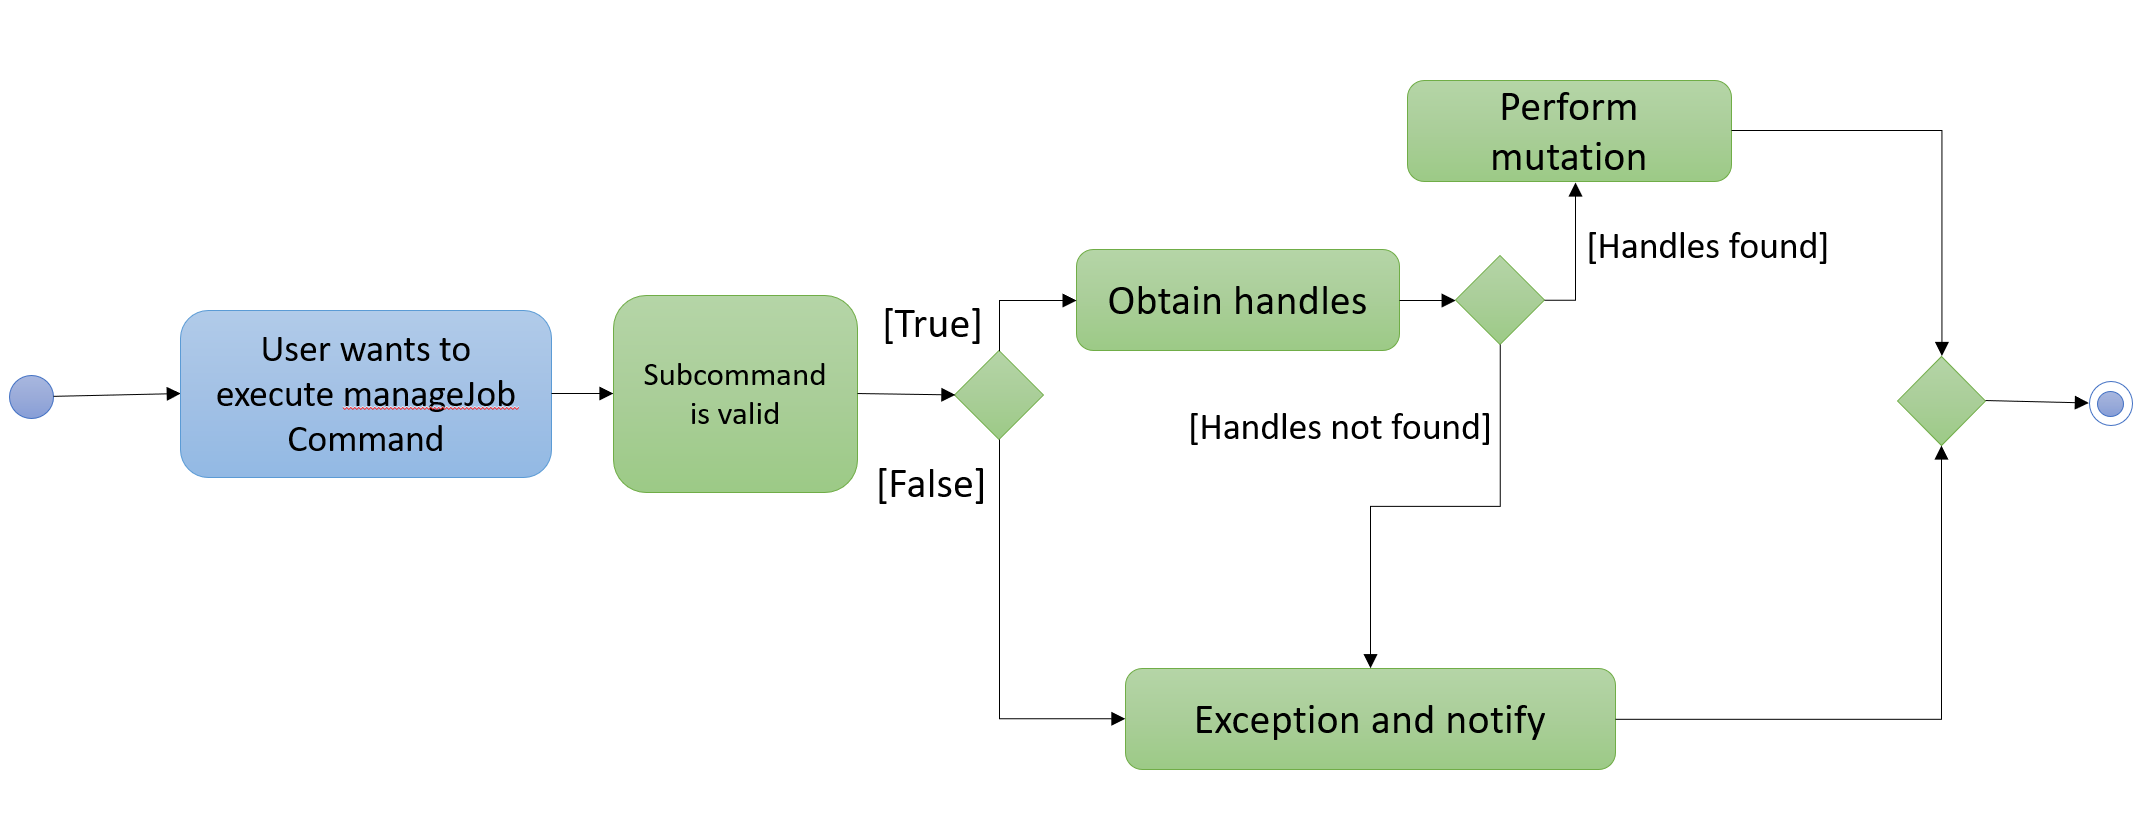 User wants to
execute manageJob
Command
Subcommand
is valid
[True]
[False]
Obtain handles
Perform
mutation
[Handles found]
[Handles not found]
Exception and notify